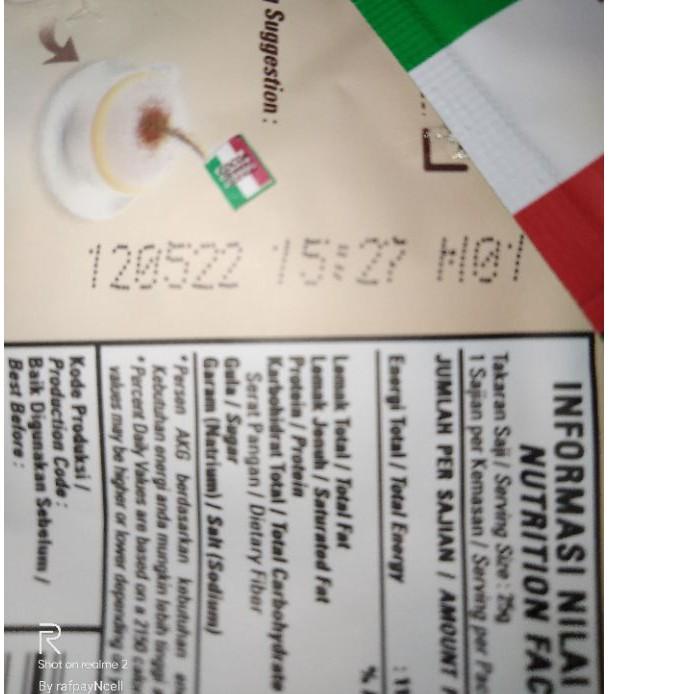 Suggestion :
120522 15:27 H01
INFORMASI NILAI
NUTRITION FAC
Takaran Saji / Serving Size : 25g
1 Sajian per Kemasan / Serving per
JUMLAH PER SAJIAN / AMOUNT
Energi Total / Total Energy
Lemak Total / Total Fat
Lemak Jenuh / Saturated Fat
Protein / Protein
Karbohidrat Total / Total Carbohydrate
Serat Pangan / Dietary Fiber
Gula / Sugar
Garam (Natrium) / Salt (Sodium)
*Persen AKG berdasarkan kebutuhan
Kebutuhan energi anda mungkin lebih tinggi
*Percent Daily Values are based on a 2150
values may be higher or lower depending
Kode Produksi /
Production Code :
Baik Digunakan Sebelum /
Best Before :
R
Shot on realme 2
By rafpayNcell